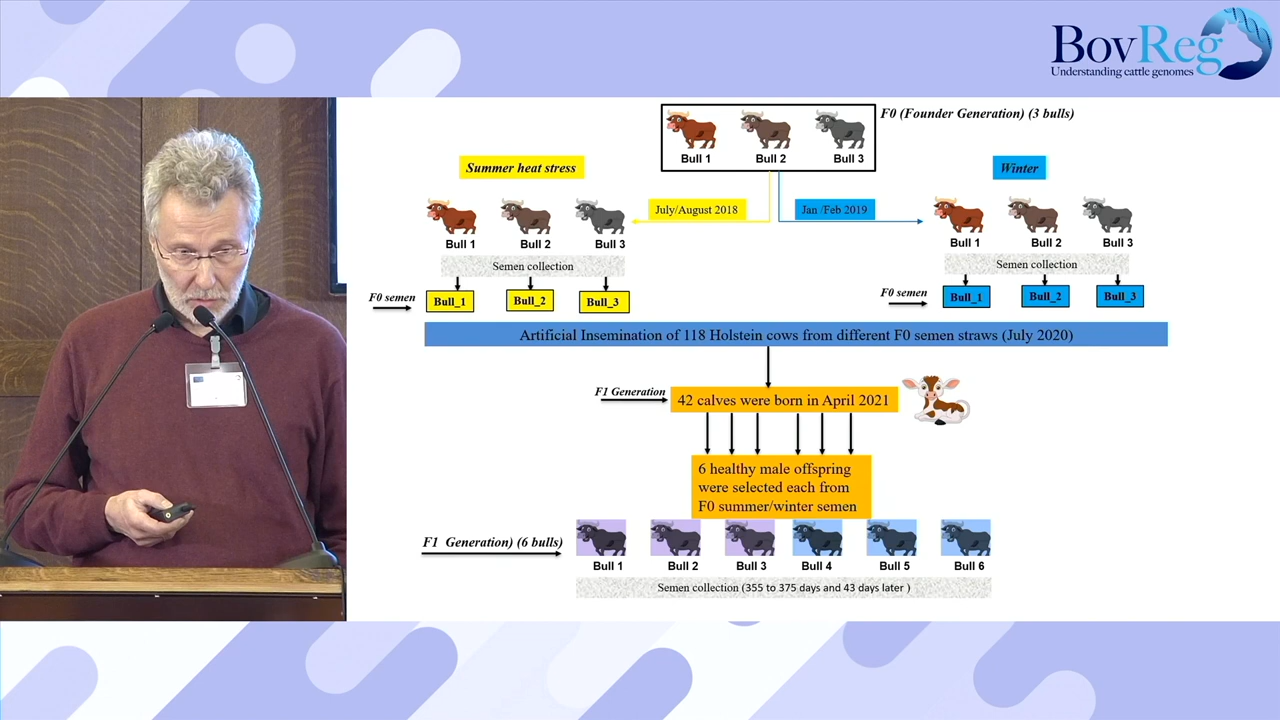 BovReg
Understanding cattle genomes
F0 (Founder Generation) (3 bulls)
Bull 1
Bull 2
Bull 3
Summer heat stress
Winter
July/August 2018
Jan /Feb 2019
Bull 1
Bull 2
Bull 3
Bull 1
Bull 2
Bull 3
Semen collection
Semen collection
F0 semen
Bull_1
Bull_2
Bull_3
F0 semen
Bull_1
Bull_2
Bull_3
Artificial Insemination of 118 Holstein cows from different F0 semen straws (July 2020)
F1 Generation
42 calves were born in April 2021
6 healthy male offspring
were selected each from
F0 summer/winter semen
F1 Generation) (6 bulls)
Bull 1
Bull 2
Bull 3
Bull 4
Bull 5
Bull 6
Semen collection (355 to 375 days and 43 days later )